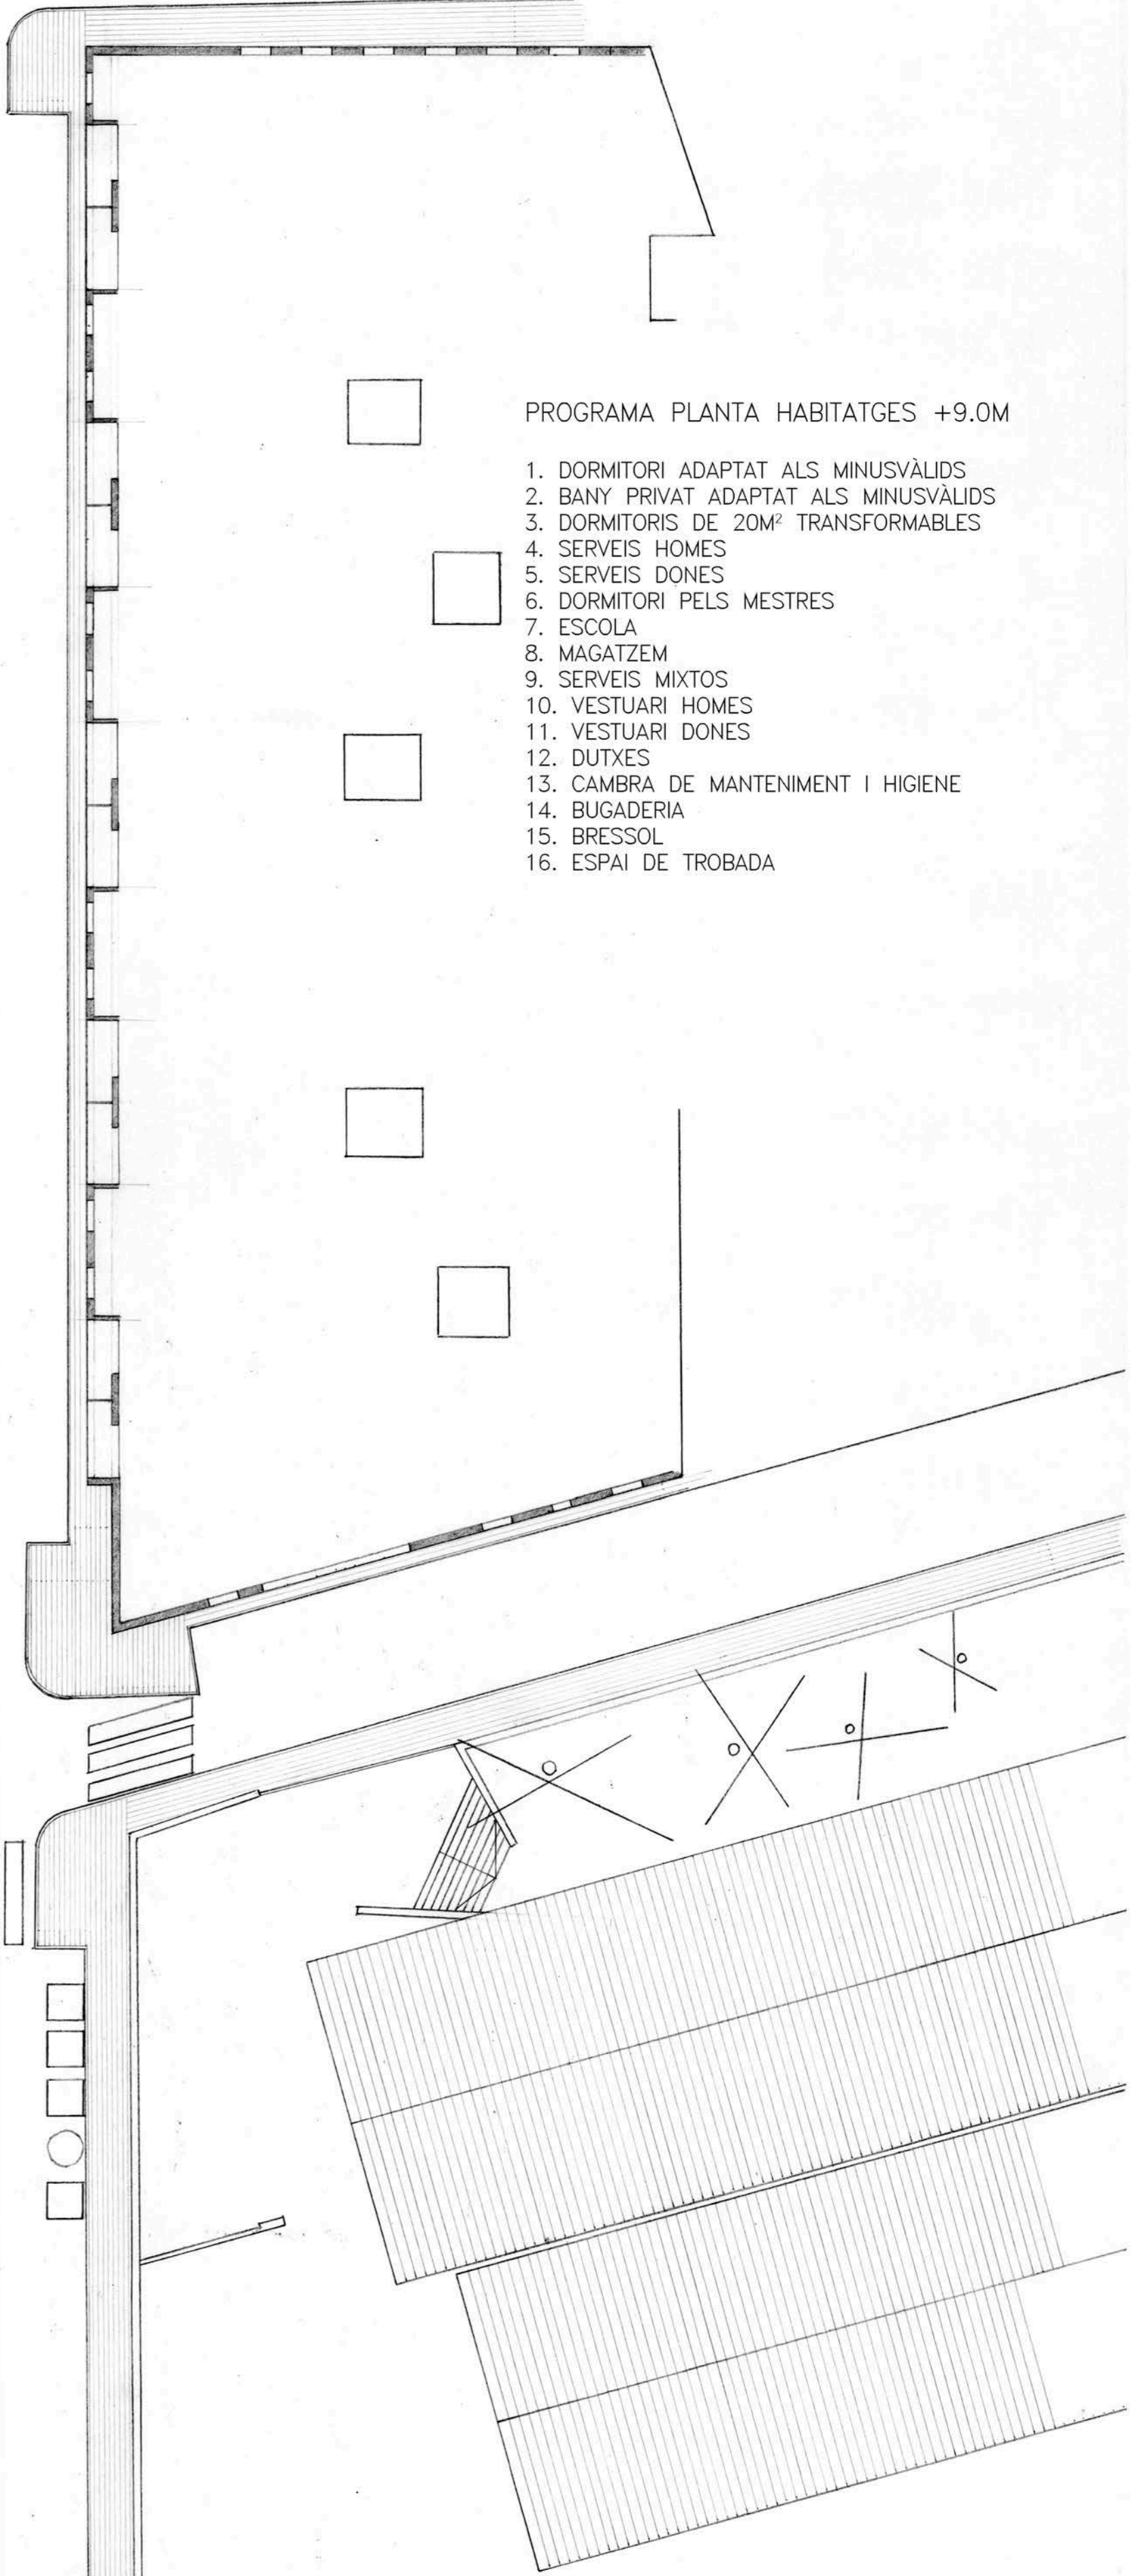 PROGRAMA PLANTA HABITATGES +9.0M
1. DORMITORI ADAPTAT ALS MINUSVÀLIDS
2. BANY PRIVAT ADAPTAT ALS MINUSVÀLIDS
3. DORMITORIS DE 20M² TRANSFORMABLES
4. SERVEIS HOMES
5. SERVEIS DONES
6. DORMITORI PELS MESTRES
7. ESCOLA
8. MAGATZEM
9. SERVEIS MIXTOS
10. VESTUARI HOMES
11. VESTUARI DONES
12. DUTXES
13. CAMBRA DE MANTENIMENT I HIGIENE
14. BUGADERIA
15. BRESSOL
16. ESPAI DE TROBADA